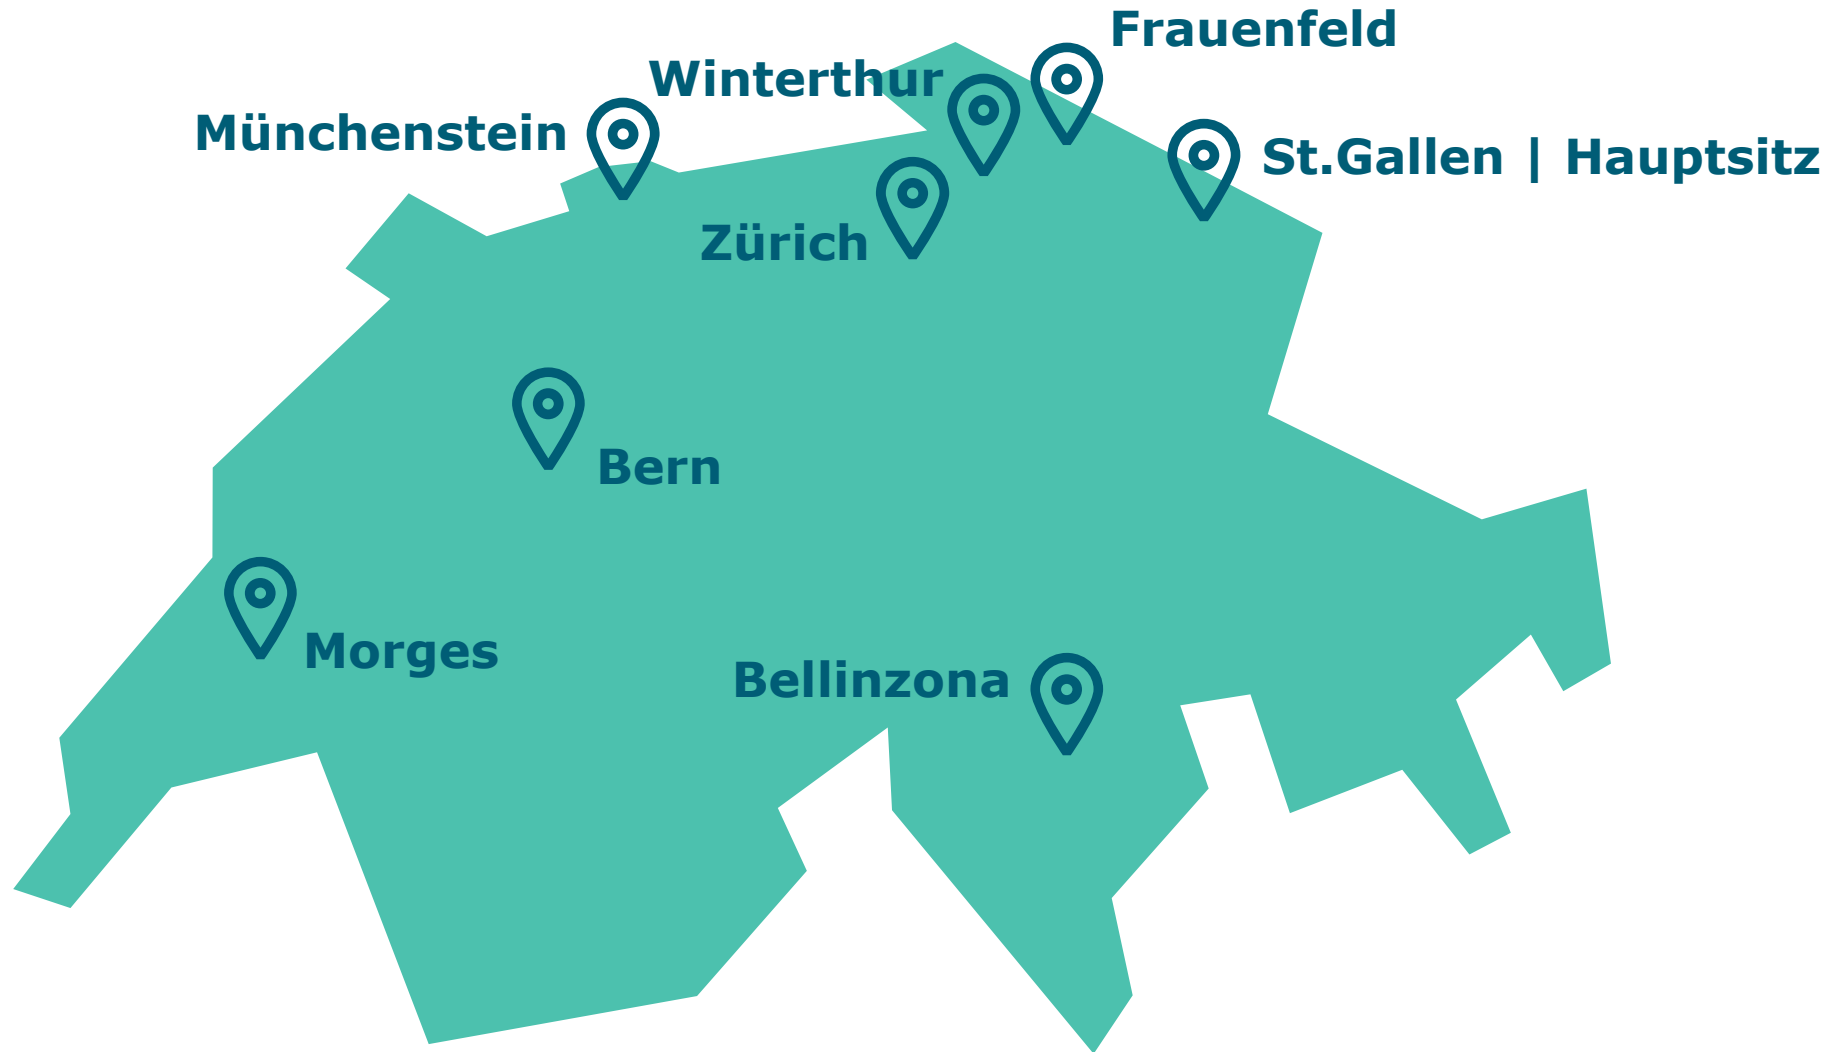 Frauenfeld
Winterthur
Münchenstein
St.Gallen | Hauptsitz
Zürich
Bern
Morges
Bellinzona